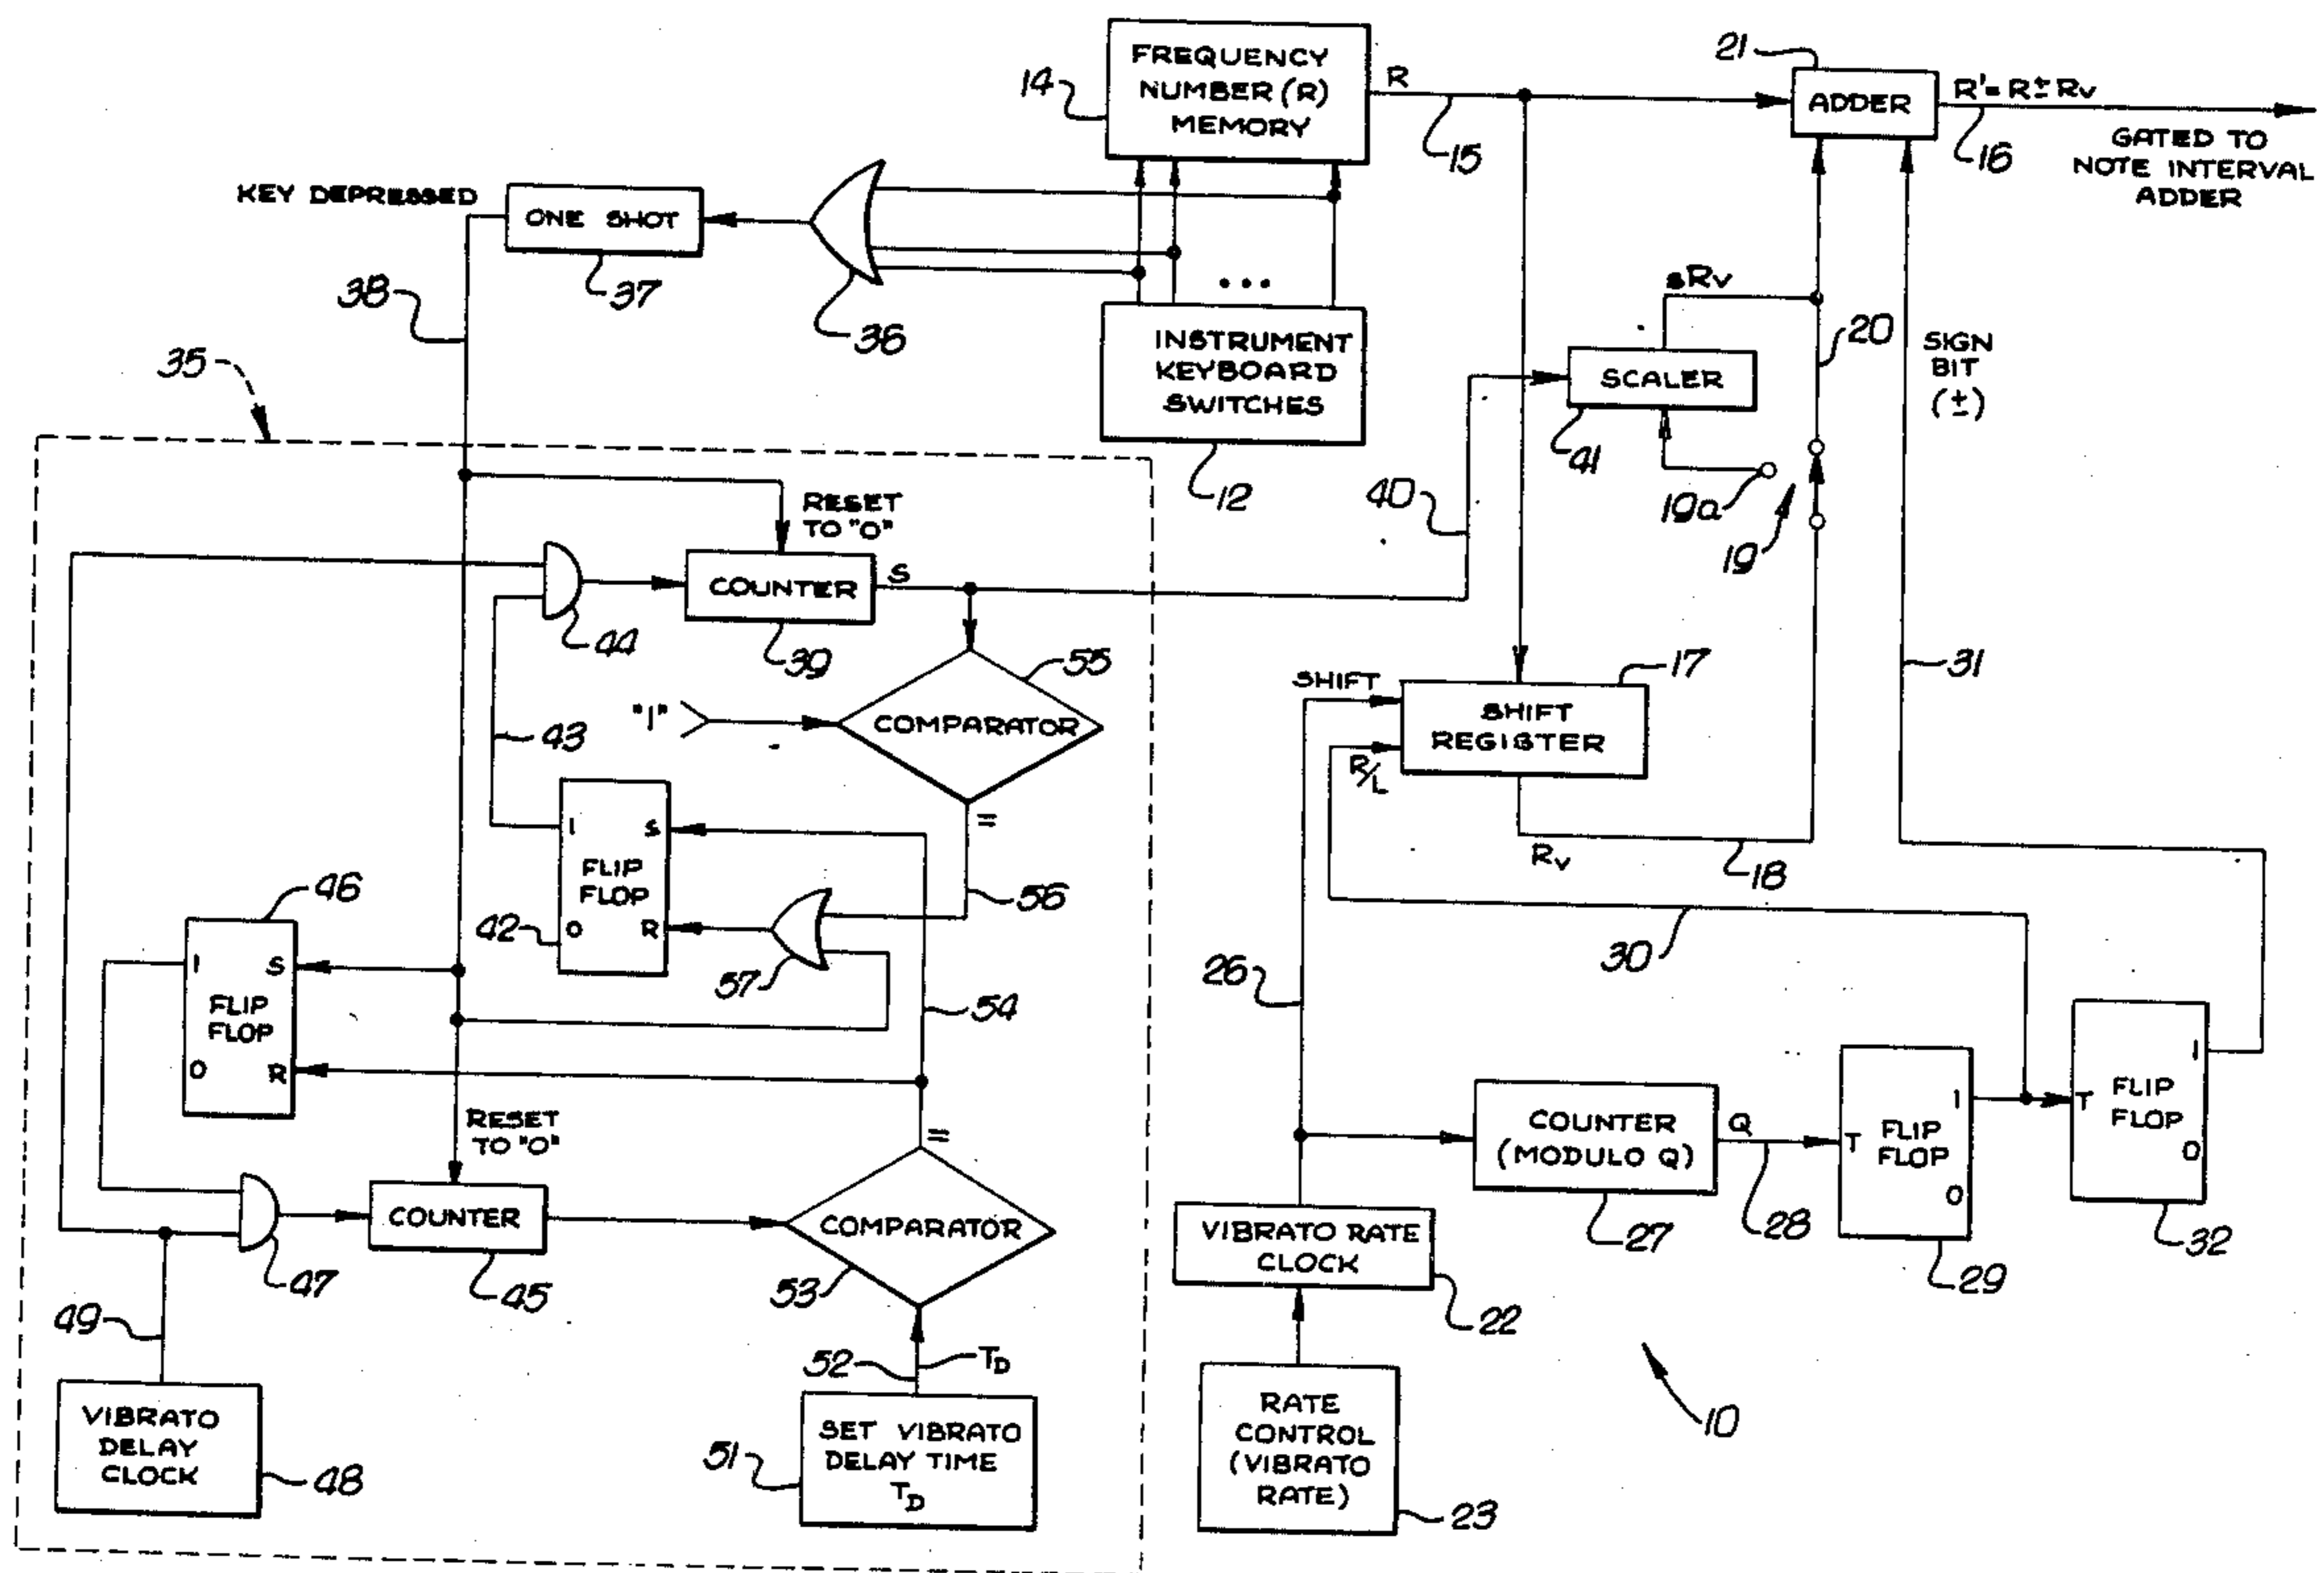 FREQUENCY
NUMBER (R)
MEMORY
14
R
15
21
ADDER
R'= R± Rv
16
GATED TO
NOTE INTERVAL
ADDER
KEY DEPRESSED
ONE SHOT
37
36
38
35
...
INSTRUMENT
KEYBOARD
SWITCHES
12
sRv
20
SCALER
41
19a
19
40
SIGN
BIT
(±)
31
RESET
TO "0"
44
COUNTER
39
S
55
COMPARATOR
"1"
43
=
56
1
S
FLIP
FLOP
42
0
R
57
54
46
1
S
FLIP
FLOP
0
R
RESET
TO "0"
47
COUNTER
45
=
COMPARATOR
53
49
52
TD
VIBRATO
DELAY
CLOCK
48
51
SET VIBRATO
DELAY TIME
TD
SHIFT
R/L
17
SHIFT
REGISTER
Rv
18
30
26
COUNTER
(MODULO Q)
27
Q
28
T
FLIP
FLOP
1
0
29
T
FLIP
FLOP
1
0
32
VIBRATO RATE
CLOCK
22
RATE
CONTROL
(VIBRATO
RATE)
23
10